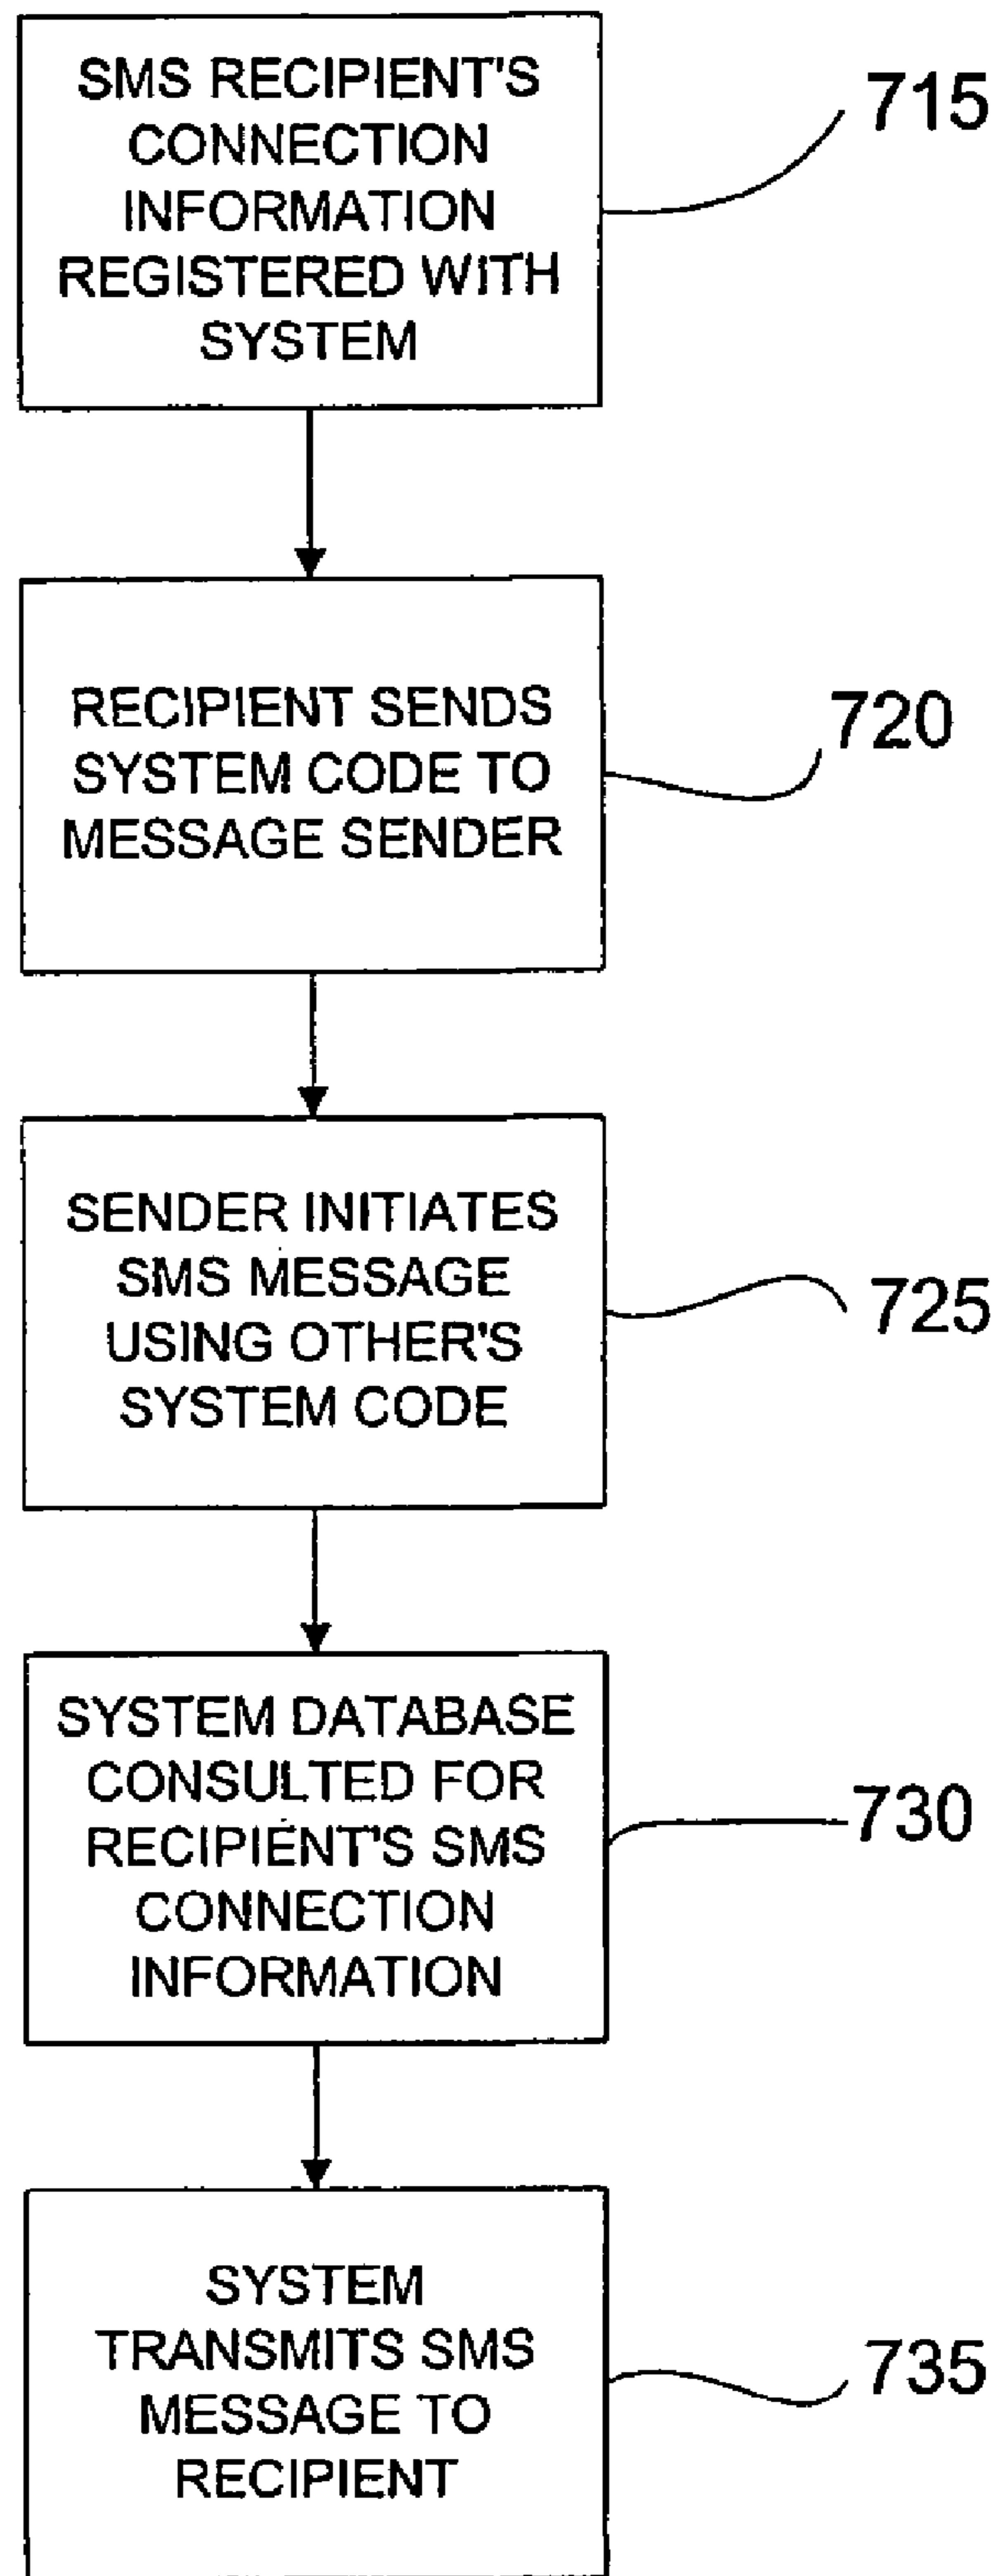 SMS RECIPIENT'S
CONNECTION
INFORMATION
REGISTERED WITH
SYSTEM
715
RECIPIENT SENDS
SYSTEM CODE TO
MESSAGE SENDER
720
SENDER INITIATES
SMS MESSAGE
USING OTHER'S
SYSTEM CODE
725
SYSTEM DATABASE
CONSULTED FOR
RECIPIENT'S SMS
CONNECTION
INFORMATION
730
SYSTEM
TRANSMITS SMS
MESSAGE TO
RECIPIENT
735